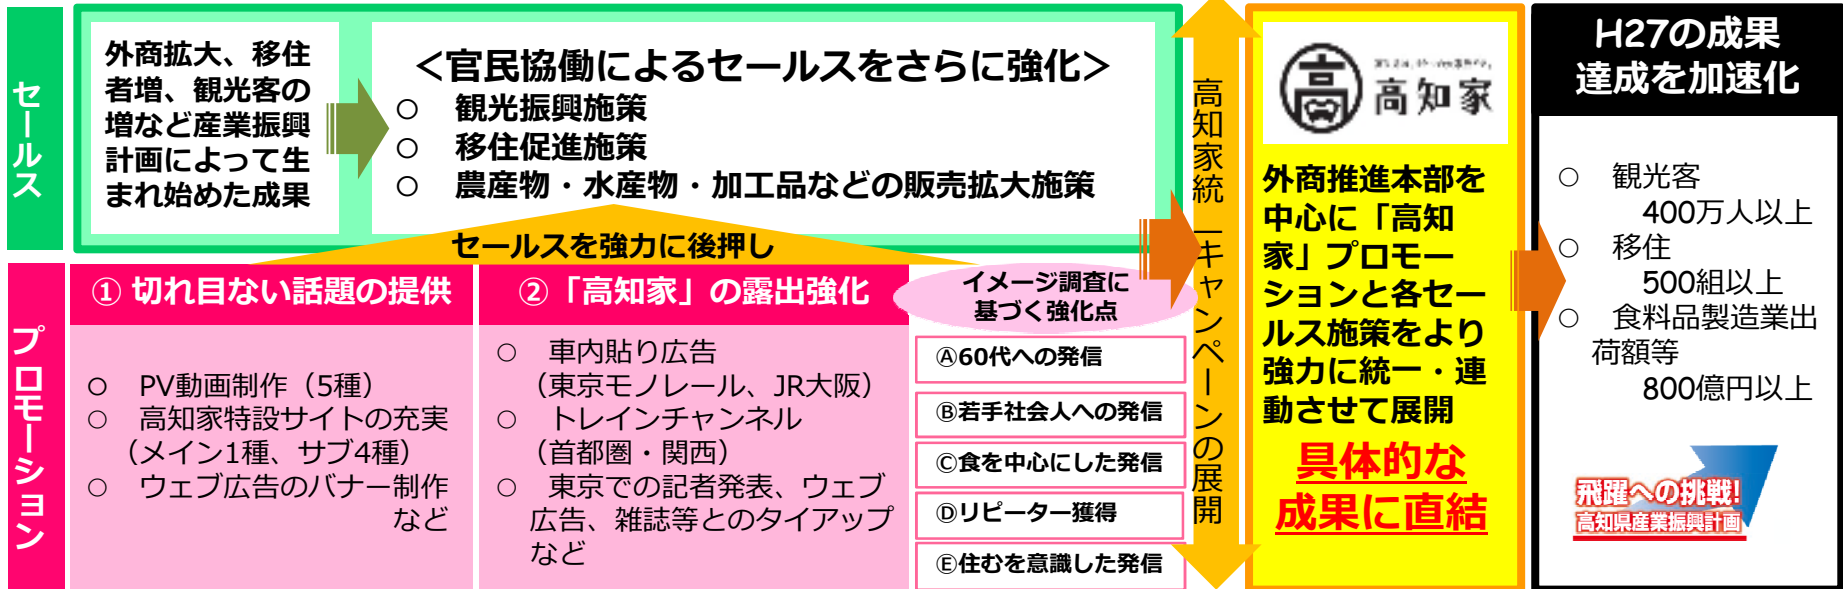 セールス
外商拡大、移住
者増、観光客の
増など産業振興
計画によって生
まれ始めた成果
＜官民協働によるセールスをさらに強化＞
○ 観光振興施策
○ 移住促進施策
○ 農産物・水産物・加工品などの販売拡大施策
セールスを強力に後押し
プロモーション
① 切れ目ない話題の提供
○ PV動画制作（5種）
○ 高知家特設サイトの充実
（メイン1種、サブ4種）
○ ウェブ広告のバナー制作
など
②「高知家」の露出強化
○ 車内貼り広告
（東京モノレール、JR大阪）
○ トレインチャンネル
（首都圏・関西）
○ 東京での記者発表、ウェブ
広告、雑誌等とのタイアップ
など
イメージ調査に
基づく強化点
Ⓐ60代への発信
Ⓑ若手社会人への発信
Ⓒ食を中心にした発信
Ⓓリピーター獲得
Ⓔ住むを意識した発信
高知家統一キャンペーンの展開
高
高知家
外商推進本部を
中心に「高知
家」プロモー
ションと各セー
ルス施策をより
強力に統一・連
動させて展開
具体的な
成果に直結
H27の成果
達成を加速化
○ 観光客
400万人以上
○ 移住
500組以上
○ 食料品製造業出
荷額等
800億円以上
飛躍への挑戦!
高知県産業振興計画